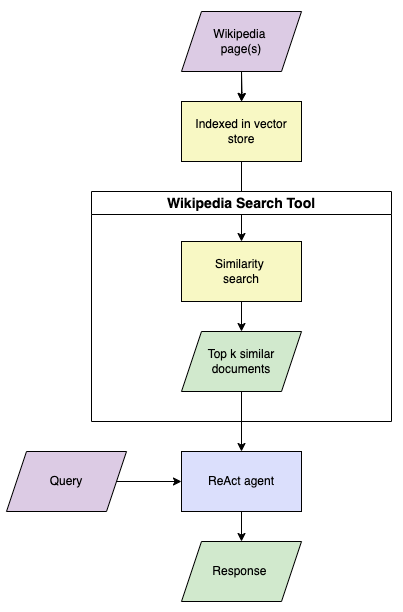 Wikipedia
page(s)
Indexed in vector
store
Wikipedia Search Tool
Similarity
search
Top k similar
documents
Query
ReAct agent
Response